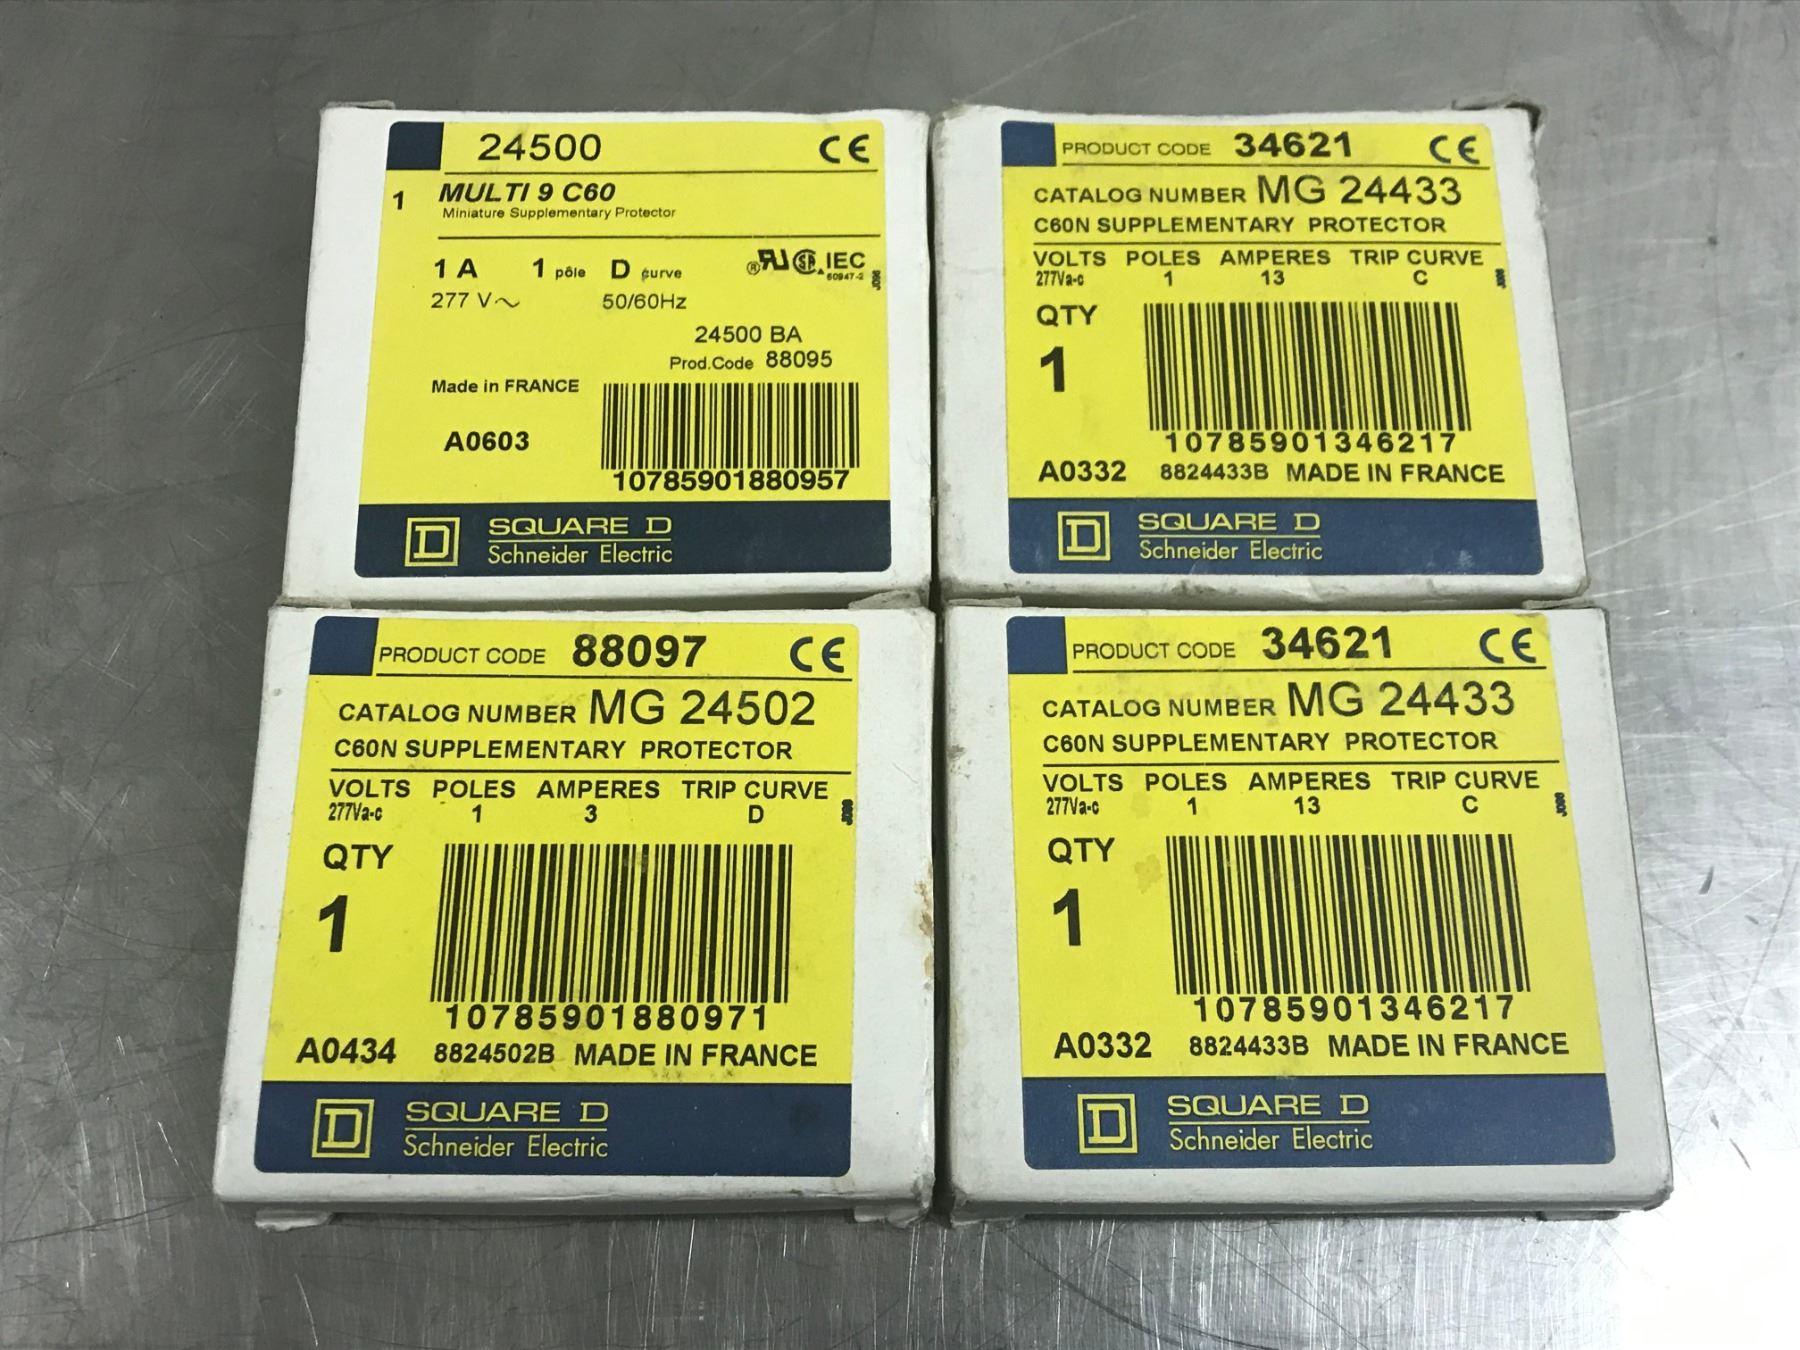 24500 CE
1 MULTI 9 C60
Miniature Supplementary Protector
1 A 1 pôle D curve IEC
60947-2
277 V 50/60Hz
24500 BA
Prod.Code 88095
Made in FRANCE
A0603
10785901880957
D SQUARE D
Schneider Electric
PRODUCT CODE 34621 CE
CATALOG NUMBER MG 24433
C60N SUPPLEMENTARY PROTECTOR
VOLTS POLES AMPERES TRIP CURVE
277Va-c 1 13 C
QTY
1
10785901346217
A0332 8824433B MADE IN FRANCE
D SQUARE D
Schneider Electric
PRODUCT CODE 88097 CE
CATALOG NUMBER MG 24502
C60N SUPPLEMENTARY PROTECTOR
VOLTS POLES AMPERES TRIP CURVE
277Va-c 1 3 D
QTY
1
10785901880971
A0434 8824502B MADE IN FRANCE
D SQUARE D
Schneider Electric
PRODUCT CODE 34621 CE
CATALOG NUMBER MG 24433
C60N SUPPLEMENTARY PROTECTOR
VOLTS POLES AMPERES TRIP CURVE
277Va-c 1 13 C
QTY
1
10785901346217
A0332 8824433B MADE IN FRANCE
D SQUARE D
Schneider Electric